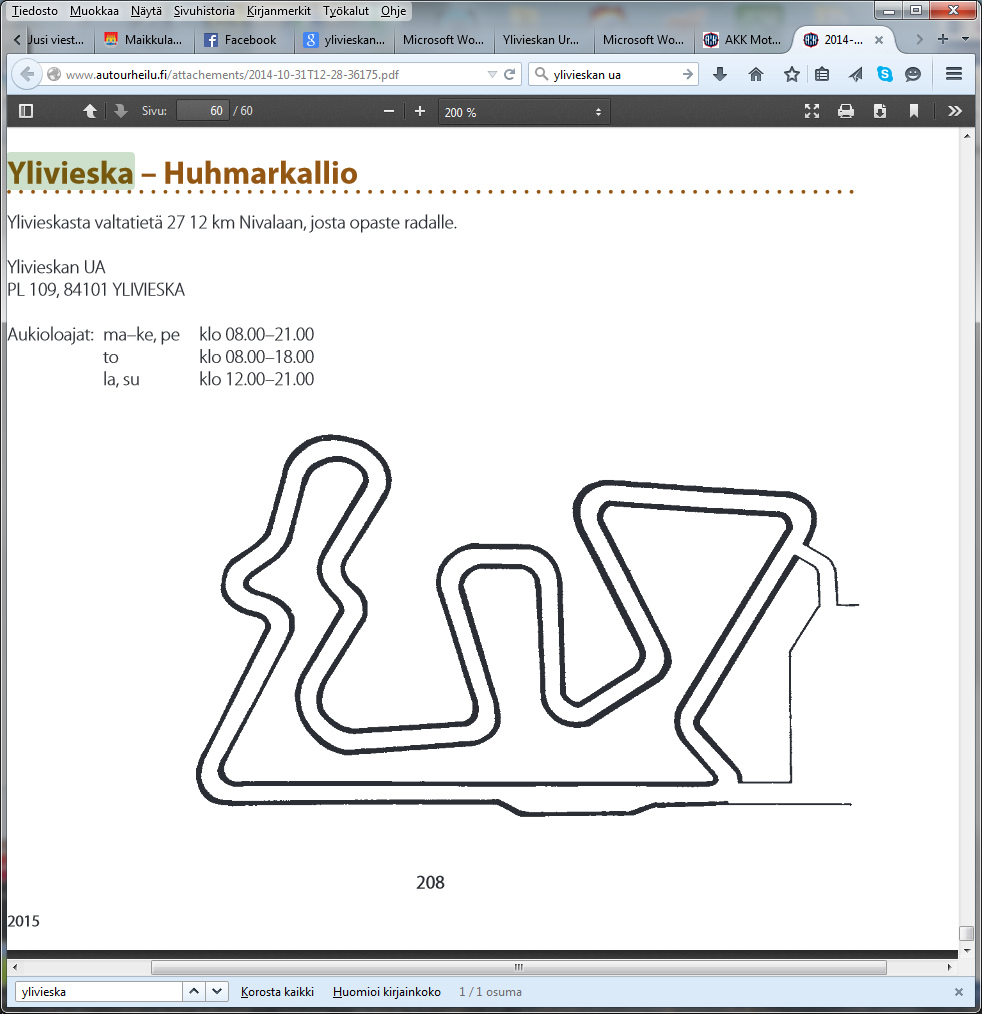 Tiedosto Muokkaa Näytä Sivuhistoria Kirjanmerkit Työkalut Ohje
Jusi viest... Maikkula... Facebook ylivieskan... Microsoft Wo... Ylivieskan Ur... Microsoft Wo... AKK Mot... 2014-...
www.autourheilu.fi/attachements/2014-10-31T12-28-36175.pdf ylivieskan ua
Sivu: 60 / 60 200 %
Ylivieska – Huhmarkallio
Ylivieskasta valtatietä 27 12 km Nivalaan, josta opaste radalle.
Ylivieskan UA
PL 109, 84101 YLIVIESKA
Aukioloajat: ma–ke, pe klo 08.00–21.00
to klo 08.00–18.00
la, su klo 12.00–21.00
208
2015
ylivieska Korosta kaikki Huomioi kirjainkoko 1 / 1 osuma